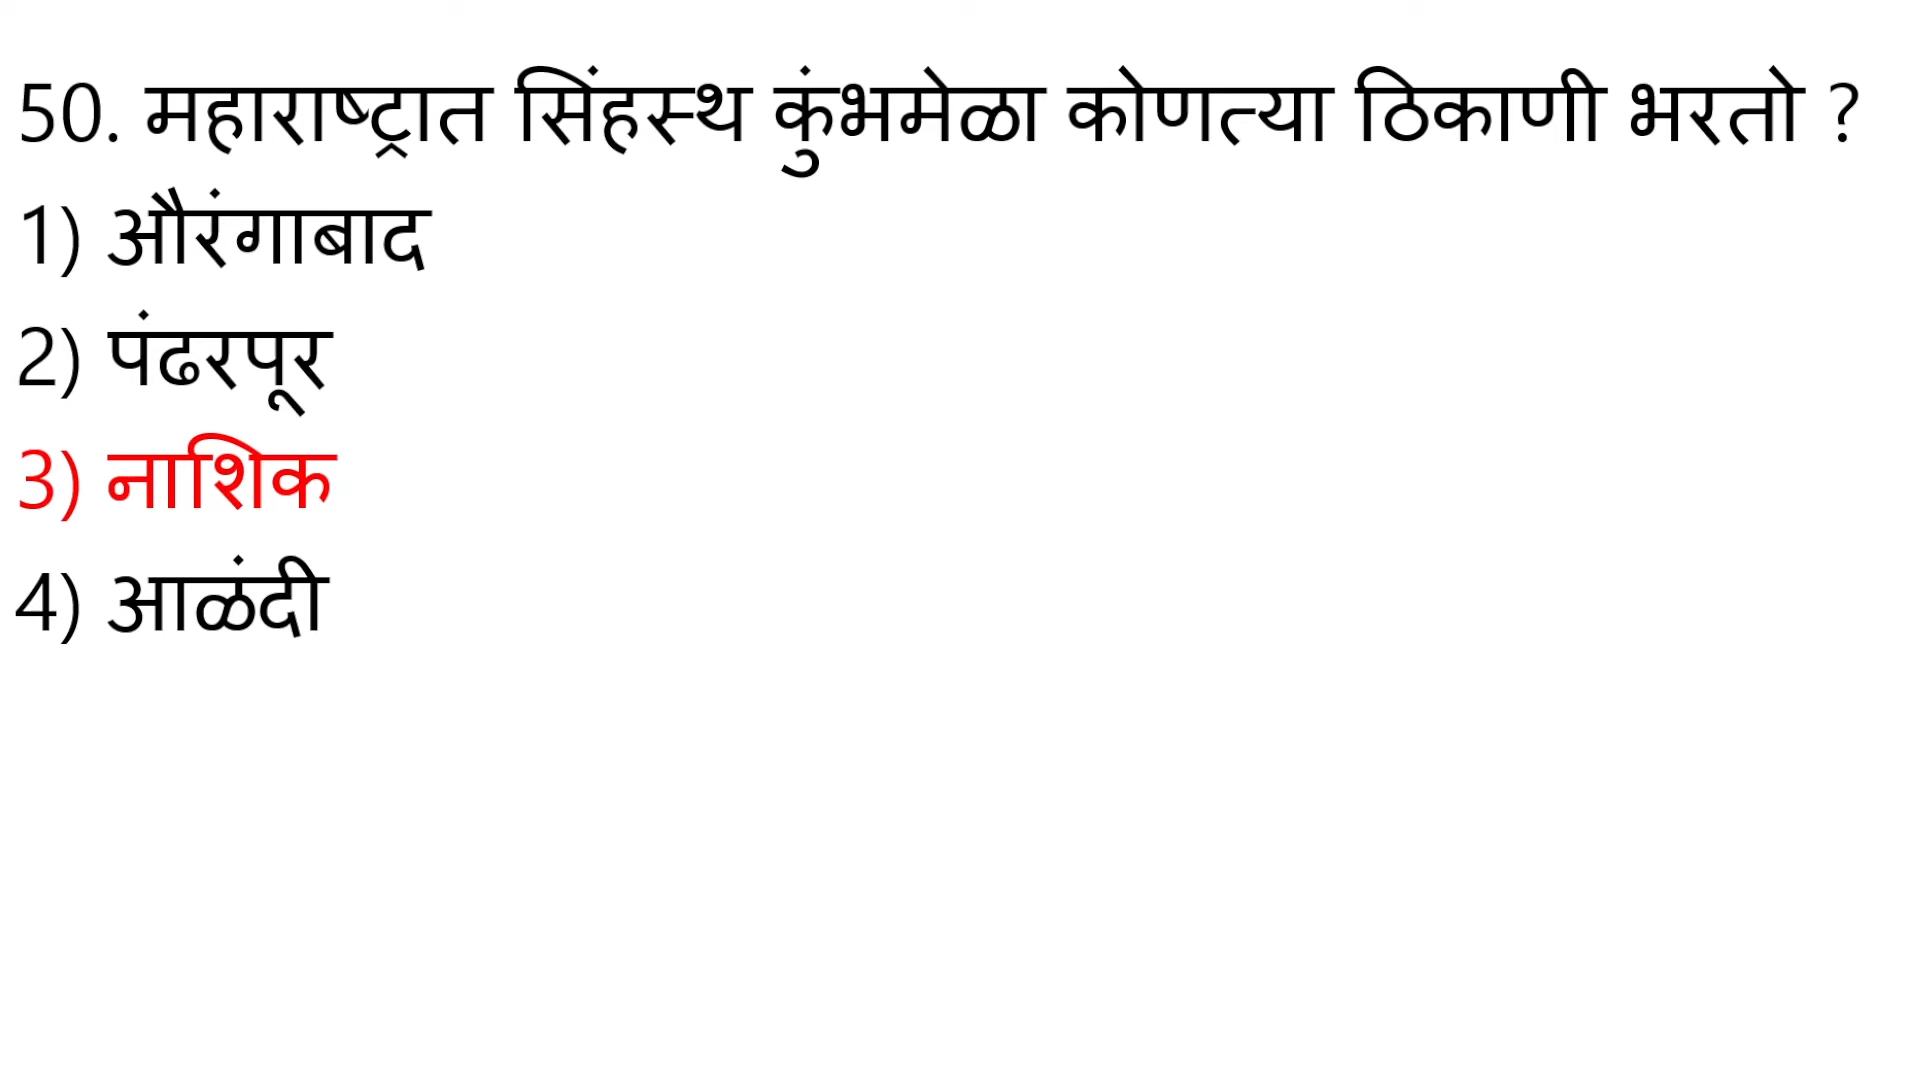 50. महाराष्ट्रात सिंहस्थ कुंभमेळा कोणत्या ठिकाणी भरतो ?
1) औरंगाबाद
2) पंढरपूर
3) नाशिक
4) आळंदी